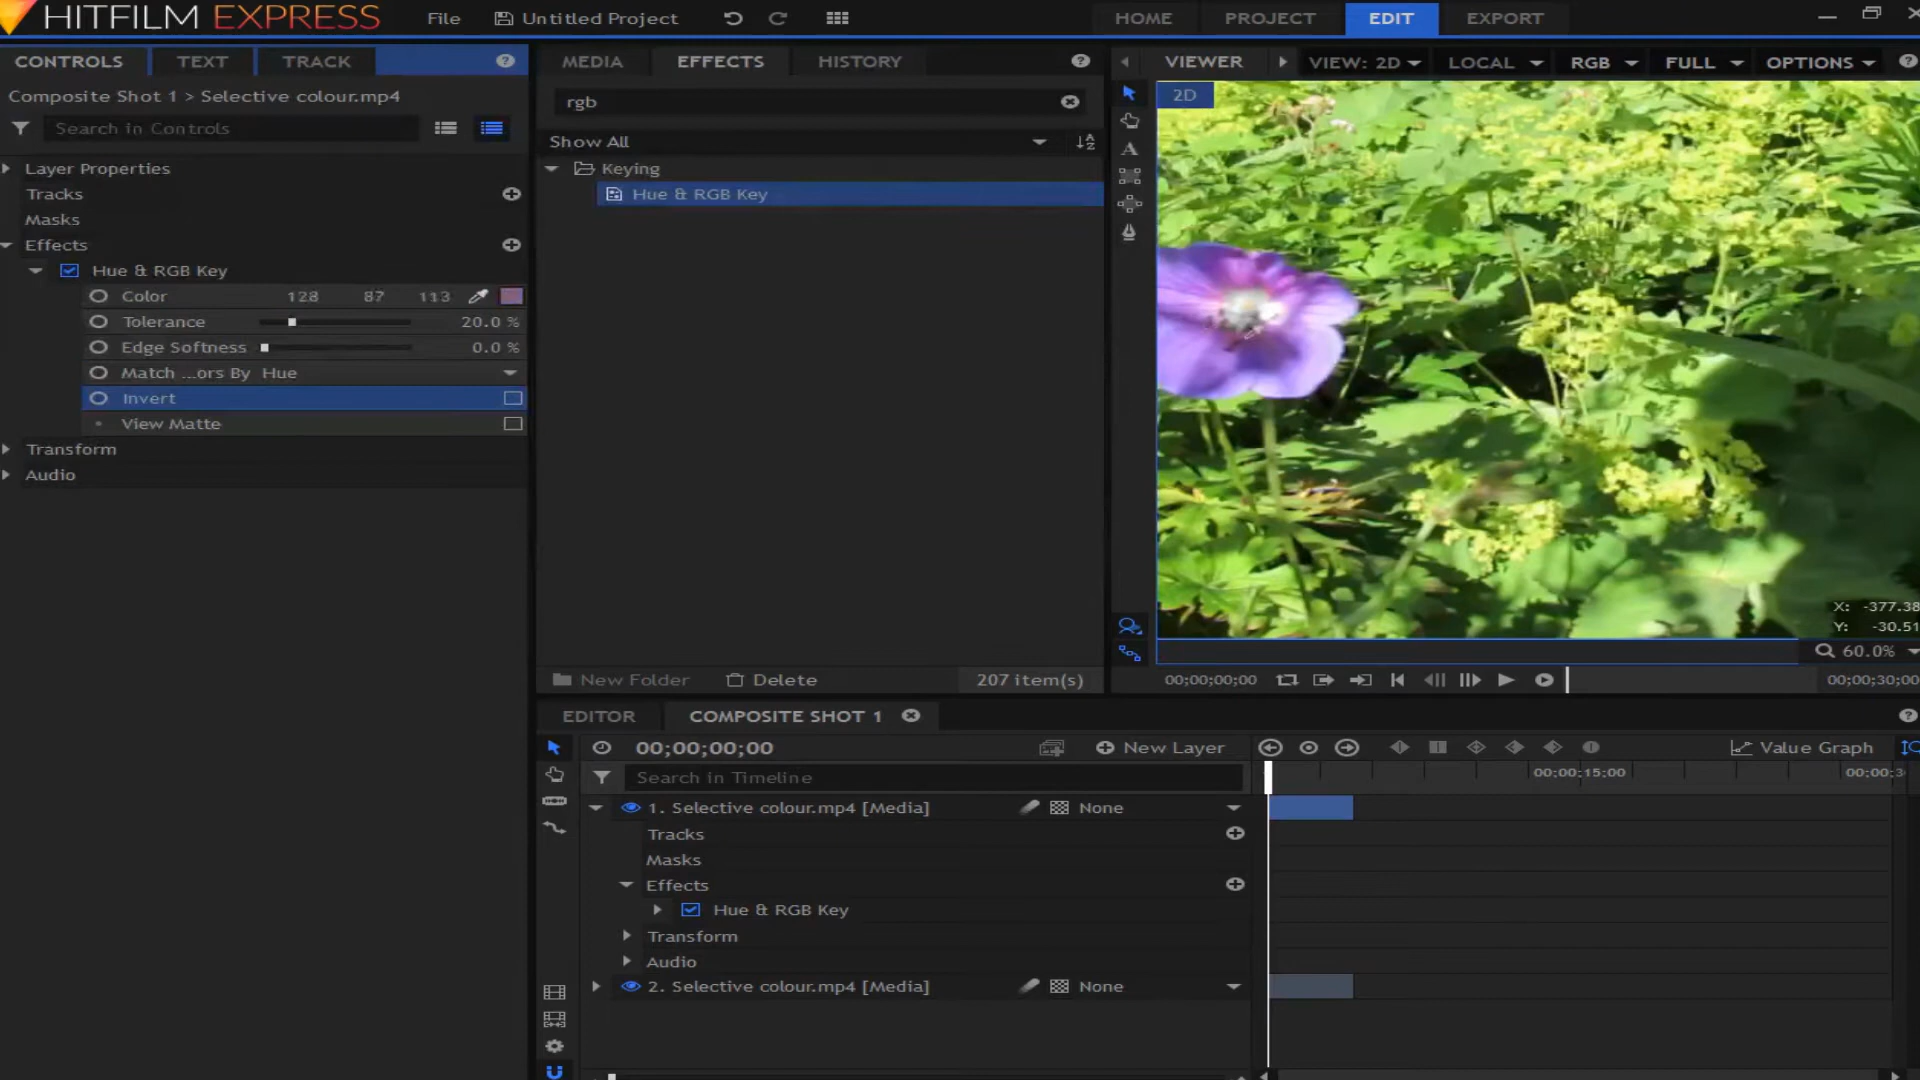 HITFILM EXPRESS
File
Untitled Project
HOME
PROJECT
EDIT
EXPORT
CONTROLS
TEXT
TRACK
Composite Shot 1 > Selective colour.mp4
Search in Controls
Layer Properties
Tracks
Masks
Effects
Hue & RGB Key
Color 128 87 113
Tolerance 20.0 %
Edge Softness 0.0 %
Match ...ors By Hue
Invert
View Matte
Transform
Audio
MEDIA
EFFECTS
HISTORY
rgb
Show All
Keying
Hue & RGB Key
New Folder
Delete
207 item(s)
VIEWER
VIEW: 2D
LOCAL
RGB
FULL
OPTIONS
2D
X: -377.38
Y: -30.51
60.0%
00;00;00;00
00;00;30;00
EDITOR
COMPOSITE SHOT 1
00;00;00;00
New Layer
Value Graph
Search in Timeline
00;00;15;00
00;00;3
1. Selective colour.mp4 [Media]
None
Tracks
Masks
Effects
Hue & RGB Key
Transform
Audio
2. Selective colour.mp4 [Media]
None